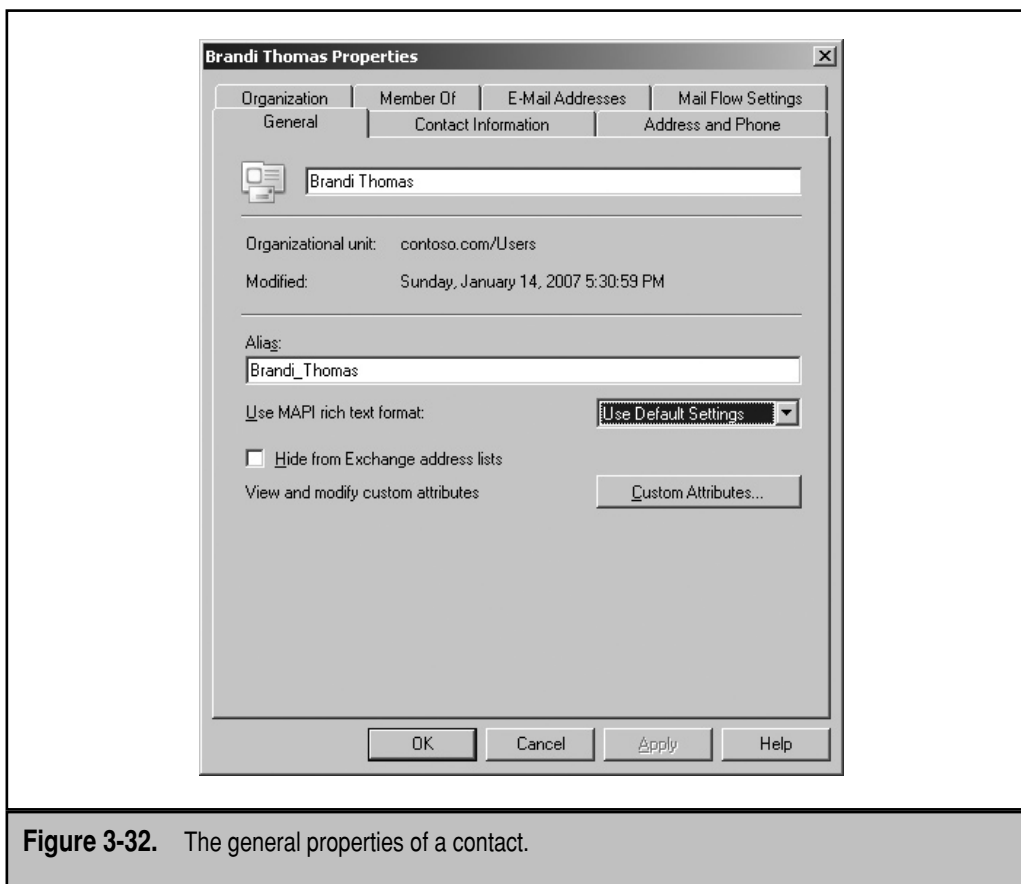 Brandi Thomas Properties
Organization Member Of E-Mail Addresses Mail Flow Settings
General Contact Information Address and Phone
Brandi Thomas
Organizational unit: contoso.com/Users
Modified: Sunday, January 14, 2007 5:30:59 PM
Alias:
Brandi_Thomas
Use MAPI rich text format: Use Default Settings
Hide from Exchange address lists
View and modify custom attributes Custom Attributes...
OK Cancel Apply Help
Figure 3-32. The general properties of a contact.